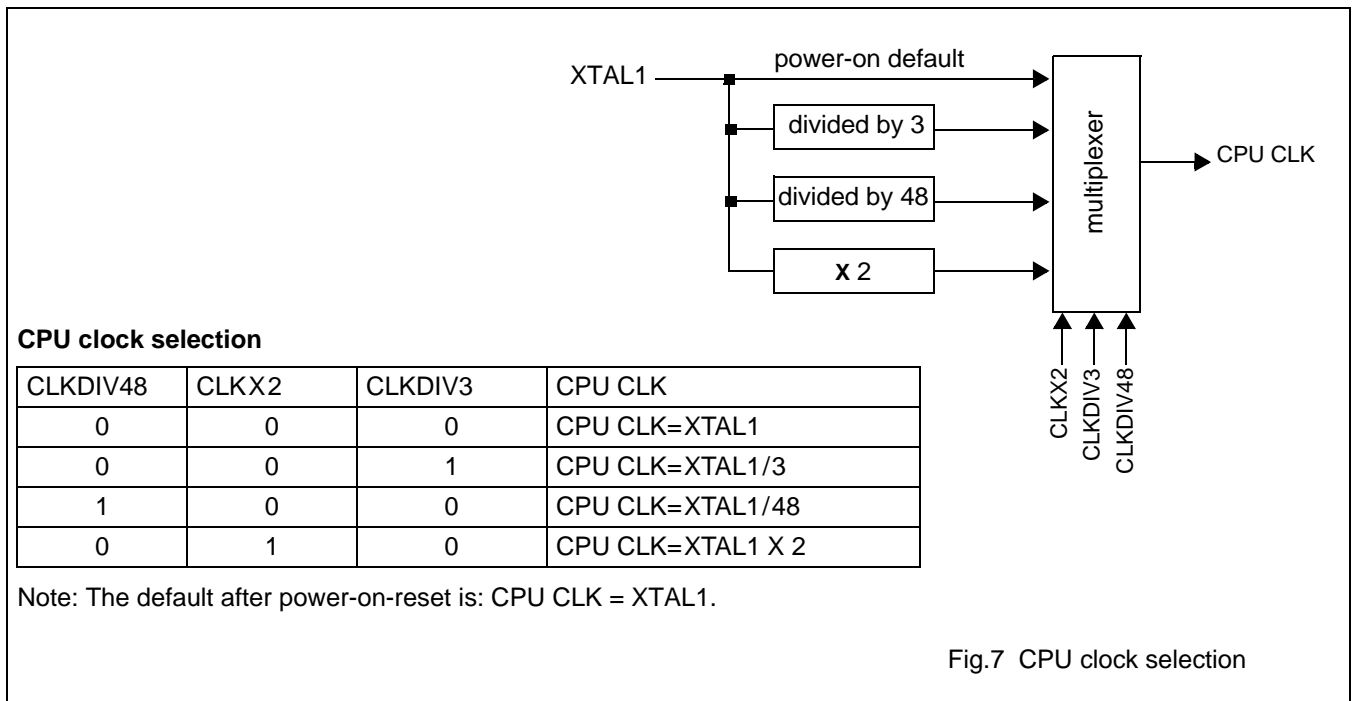 XTAL1
power-on default
divided by 3
divided by 48
X 2
multiplexer
CPU CLK
CLKX2
CLKDIV3
CLKDIV48
CPU clock selection
CLKDIV48 CLKX2 CLKDIV3 CPU CLK
0 0 0 CPU CLK=XTAL1
0 0 1 CPU CLK=XTAL1/3
1 0 0 CPU CLK=XTAL1/48
0 1 0 CPU CLK=XTAL1 X 2
Note: The default after power-on-reset is: CPU CLK = XTAL1.
Fig.7 CPU clock selection